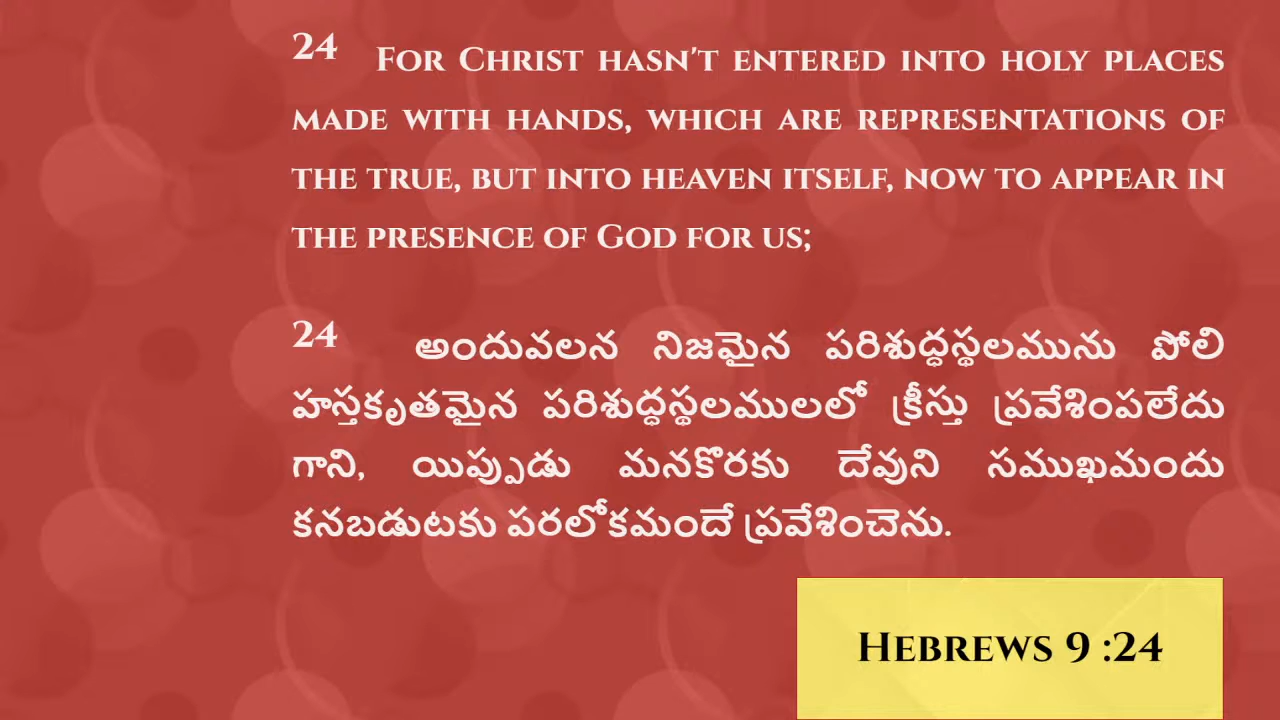 24 For Christ hasn't entered into holy places
made with hands, which are representations of
the true, but into heaven itself, now to appear in
the presence of God for us;
24 అందువలన నిజమైన పరిశుద్ధస్థలమును పోలి
హస్తకృతమైన పరిశుద్ధస్థలములలో క్రీస్తు ప్రవేశింపలేదు
గాని, యిప్పుడు మనకొరకు దేవుని సముఖమందు
కనబడుటకు పరలోకమందే ప్రవేశించెను.
Hebrews 9 :24